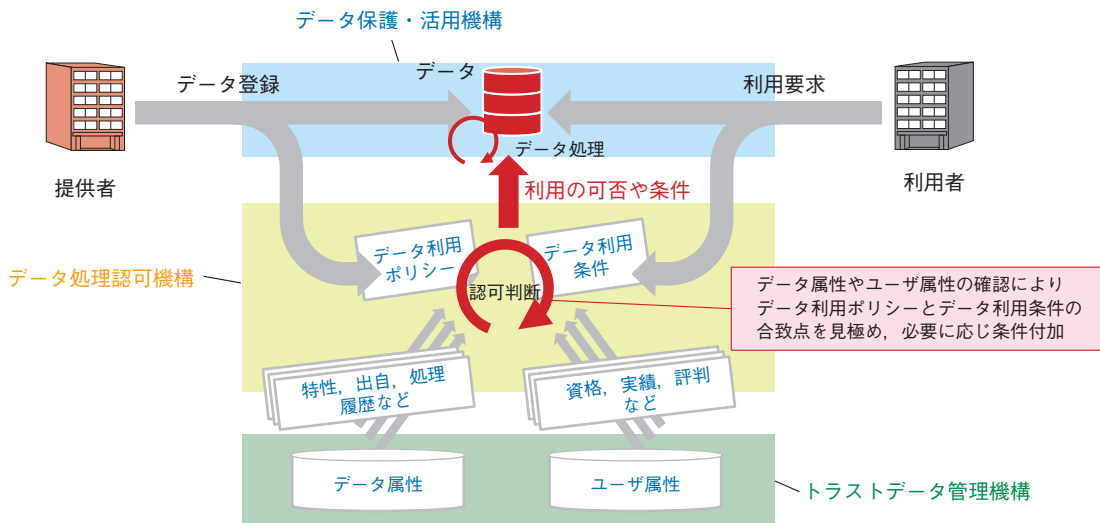 データ保護・活用機構
データ登録
データ
利用要求
データ処理
提供者
利用者
利用の可否や条件
データ利用
ポリシー
データ利用
条件
データ処理認可機構
認可判断
データ属性やユーザ属性の確認により
データ利用ポリシーとデータ利用条件の
合致点を見極め，必要に応じ条件付加
特性，出自，処理
履歴など
資格，実績，評判
など
データ属性
ユーザ属性
トラストデータ管理機構